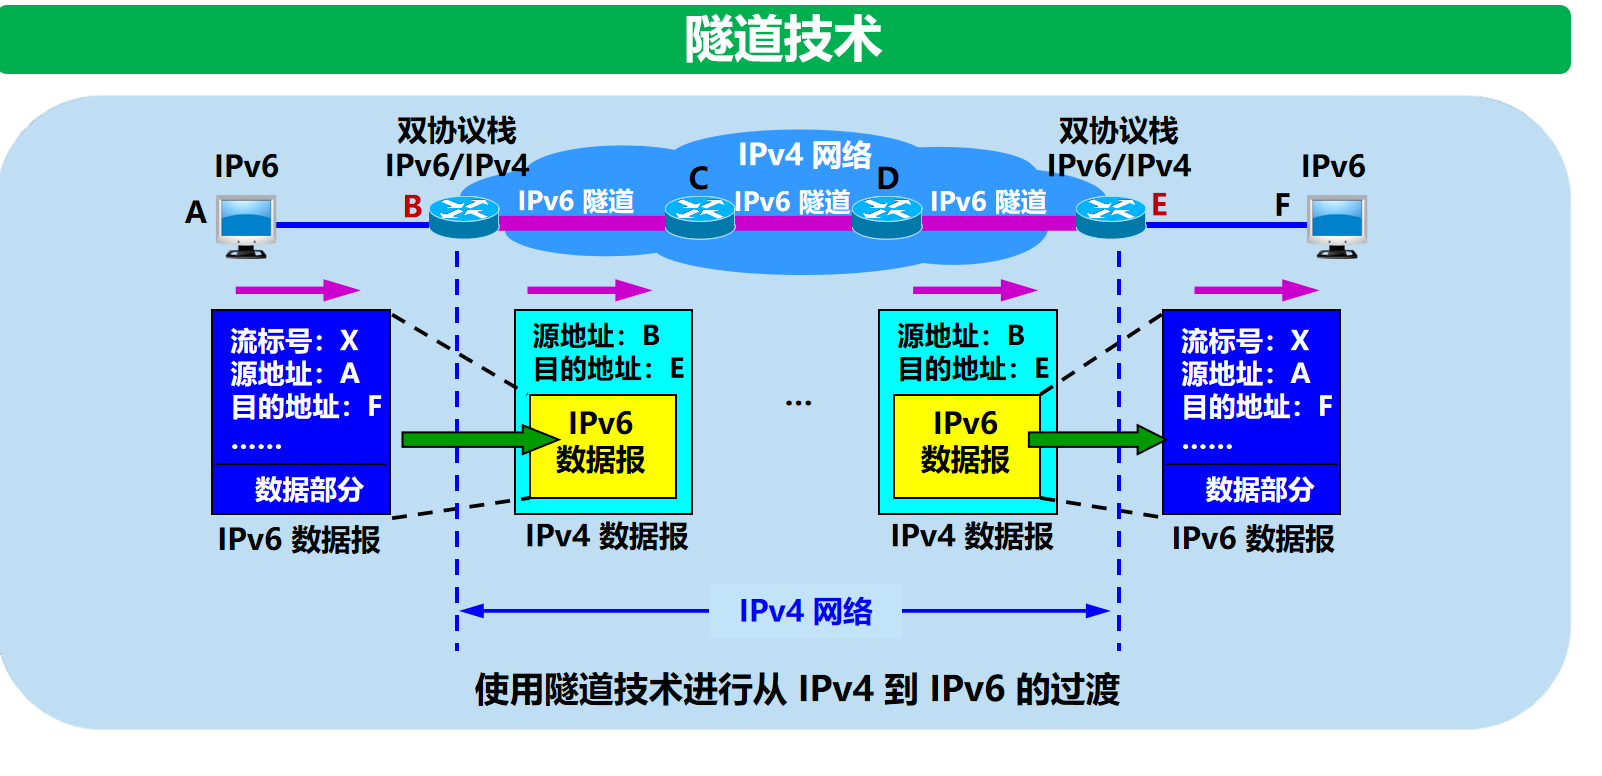 隧道技术
双协议栈
IPv6/IPv4
双协议栈
IPv6/IPv4
IPv4 网络
IPv6
IPv6
A
B
IPv6 隧道
C
IPv6 隧道
D
IPv6 隧道
E
F
流标号：X
源地址：A
目的地址：F
......
数据部分
IPv6 数据报
源地址：B
目的地址：E
IPv6
数据报
IPv4 数据报
...
源地址：B
目的地址：E
IPv6
数据报
IPv4 数据报
流标号：X
源地址：A
目的地址：F
......
数据部分
IPv6 数据报
IPv4 网络
使用隧道技术进行从 IPv4 到 IPv6 的过渡